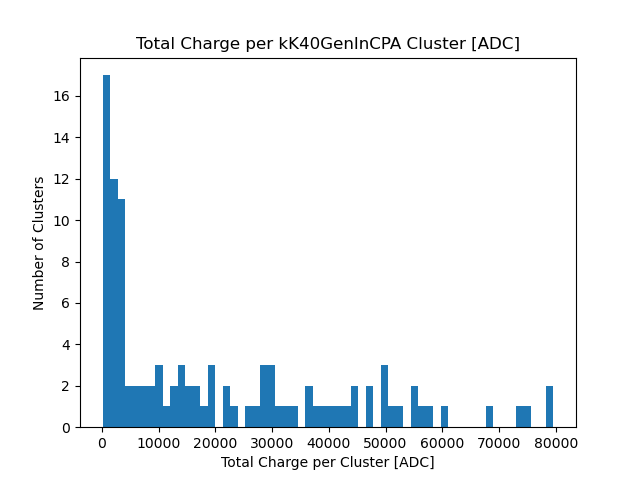 Total Charge per kK40GenInCPA Cluster [ADC]
16
14
12
10
8
6
4
2
0
Number of Clusters
0 10000 20000 30000 40000 50000 60000 70000 80000
Total Charge per Cluster [ADC]